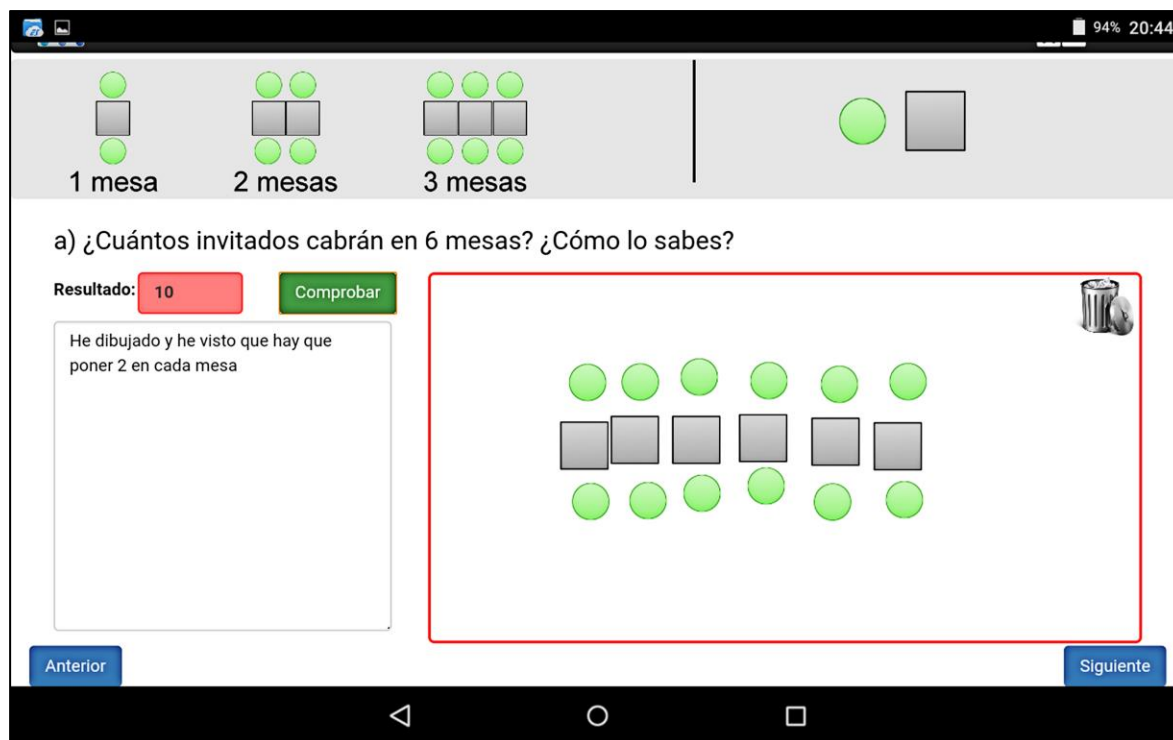 94% 20:44
1 mesa 2 mesas 3 mesas
a) ¿Cuántos invitados cabrán en 6 mesas? ¿Cómo lo sabes?
Resultado: 10 Comprobar
He dibujado y he visto que hay que
poner 2 en cada mesa
Anterior Siguiente